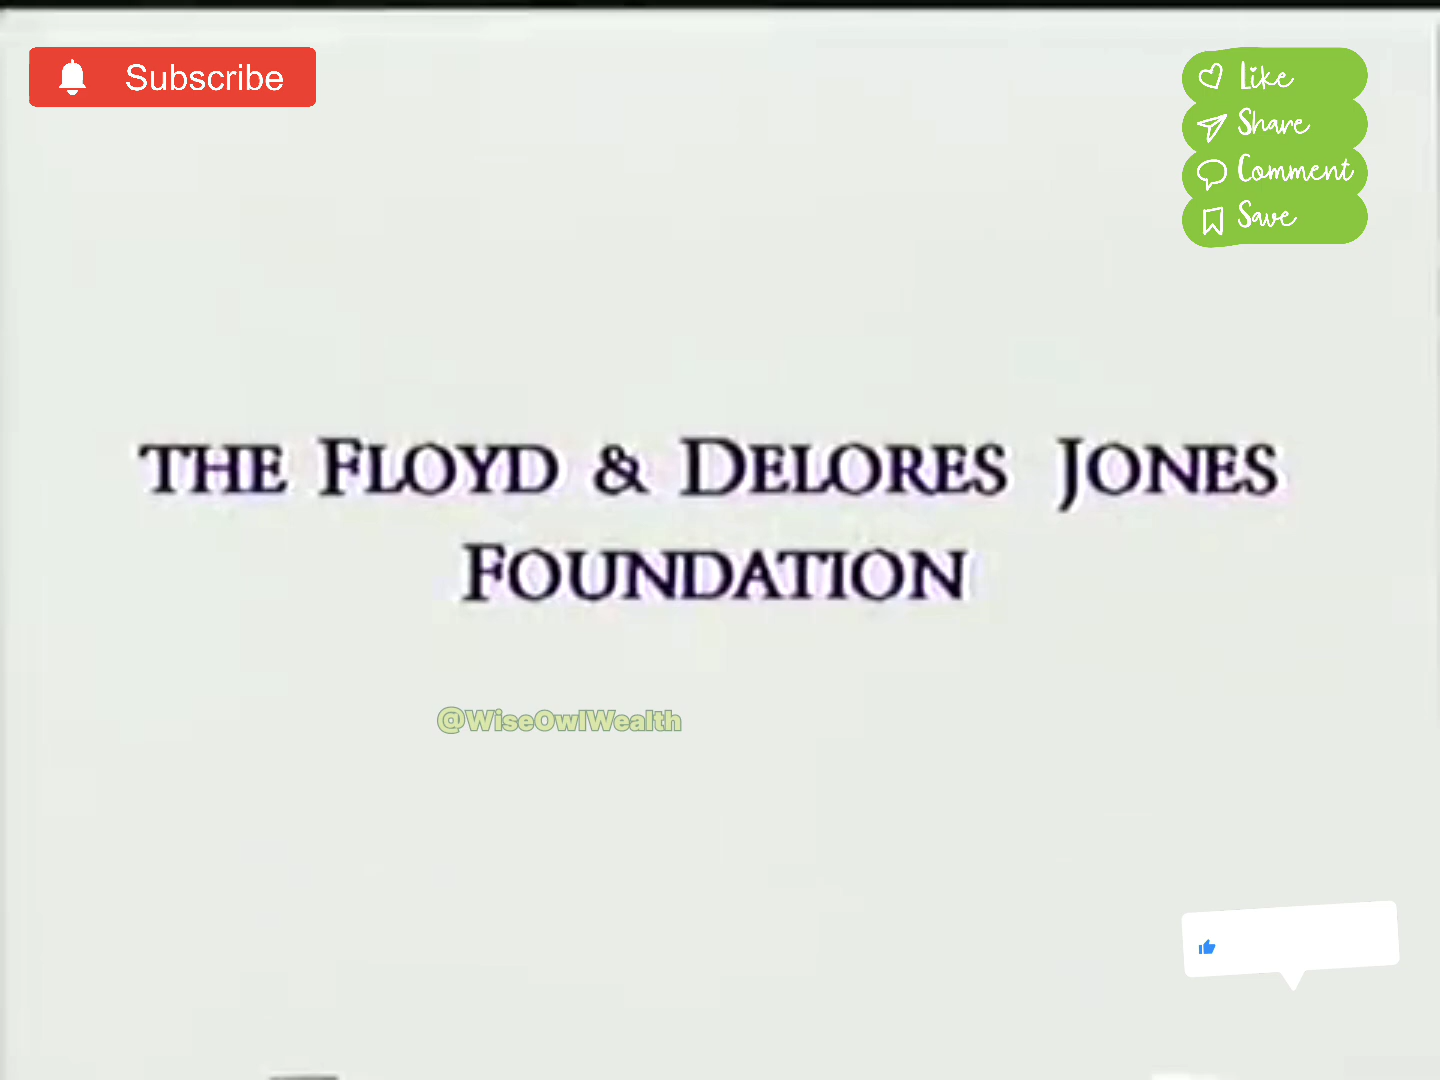 Subscribe
Like
Share
Comment
Save
THE FLOYD & DELORES JONES
FOUNDATION
@WiseOwlWealth